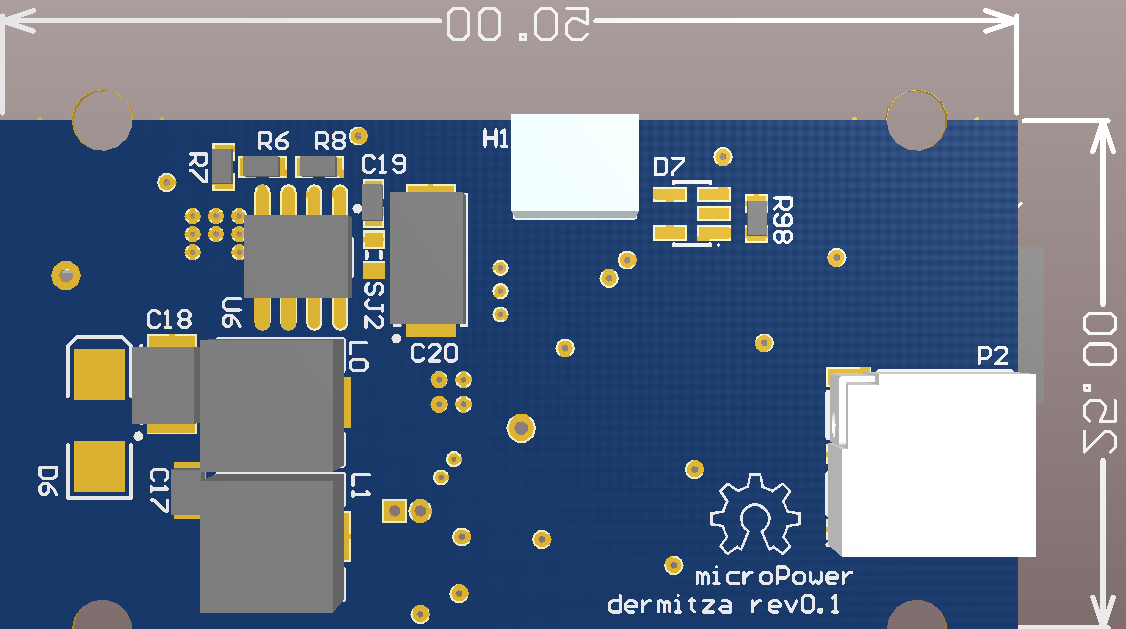 50.00
H1
R6 R8
R7
C19
D7
R98
U6
SJ2
C18
C20
L0
P2
25.00
D6
C17
L1
microPower
dermitza rev0.1